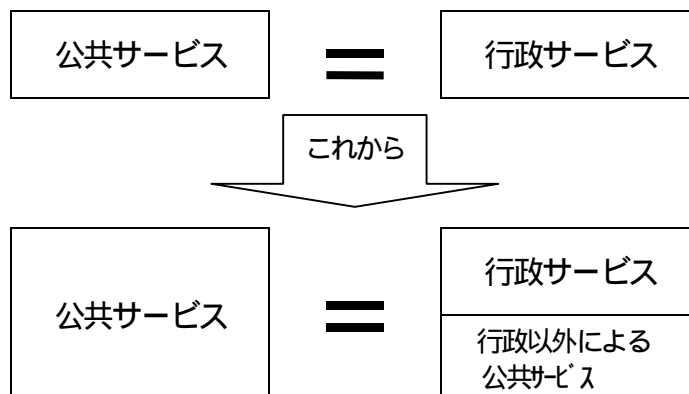 公共サービス
=
行政サービス
これから
公共サービス
=
行政サービス
行政以外による
公共ｻｰﾋﾞｽ